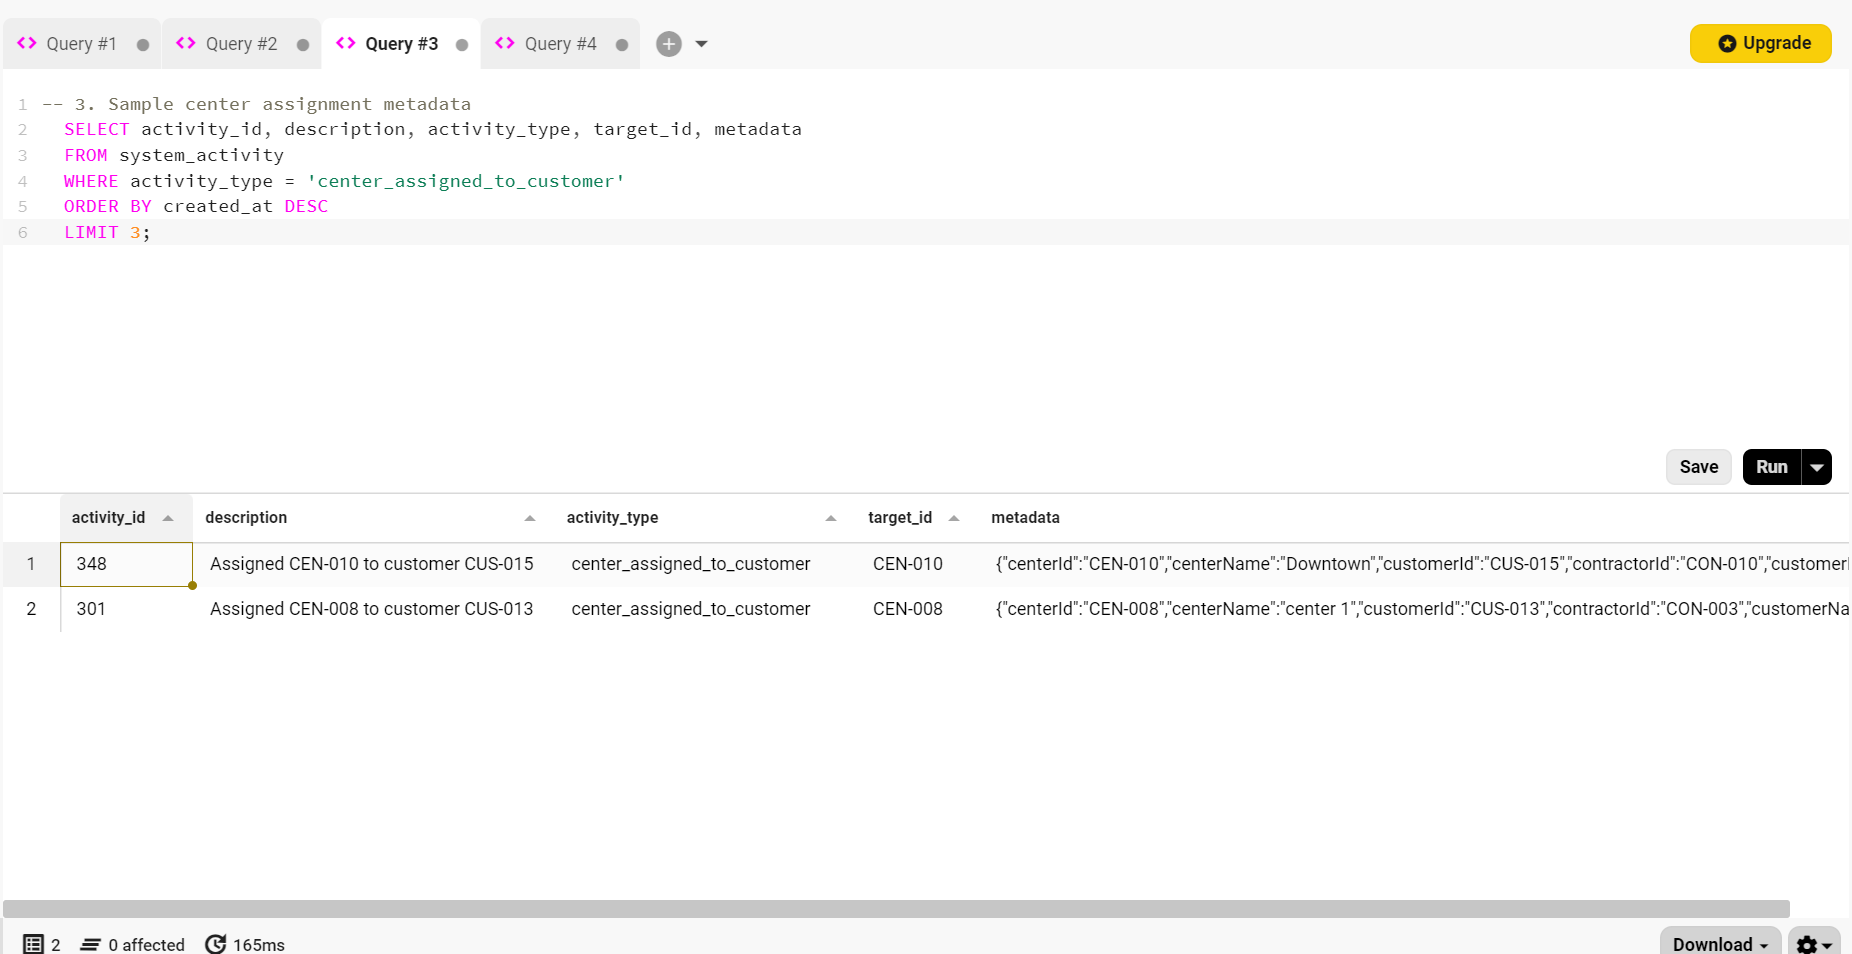 Query #1
Query #2
Query #3
Query #4
Upgrade
1 -- 3. Sample center assignment metadata
2 SELECT activity_id, description, activity_type, target_id, metadata
3 FROM system_activity
4 WHERE activity_type = 'center_assigned_to_customer'
5 ORDER BY created_at DESC
6 LIMIT 3;
Save
Run
activity_id description activity_type target_id metadata
1 348 Assigned CEN-010 to customer CUS-015 center_assigned_to_customer CEN-010 {"centerId":"CEN-010","centerName":"Downtown","customerId":"CUS-015","contractorId":"CON-010","customer
2 301 Assigned CEN-008 to customer CUS-013 center_assigned_to_customer CEN-008 {"centerId":"CEN-008","centerName":"center 1","customerId":"CUS-013","contractorId":"CON-003","customerNa
2 0 affected 165ms
Download